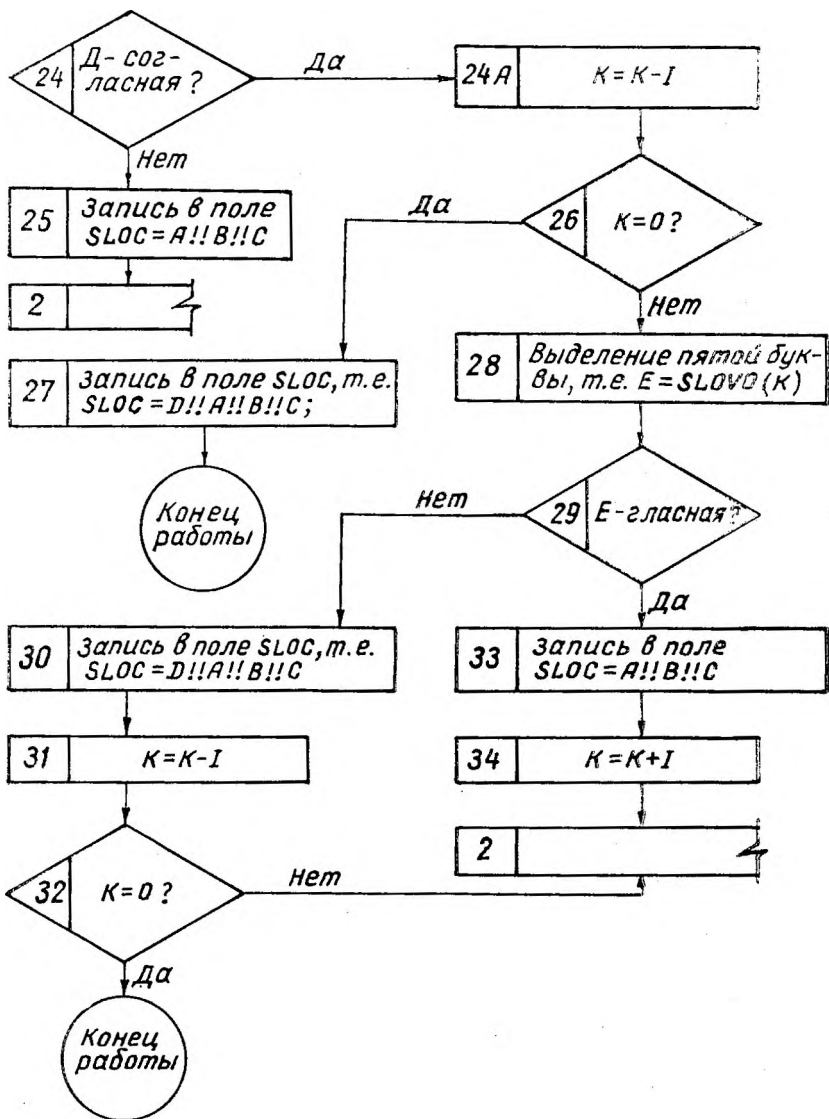 24
Д-сог-
ласная?
Да
24А
K=K-I
Нет
25
Запись в поле
SLOC=A!!B!!C
Да
26
K=0?
2
Нет
27
Запись в поле SLOC, т.е.
SLOC=D!!A!!B!!C;
28
Выделение пятой бук-
вы, т.е. E=SLOVO(K)
Конец
работы
Нет
29
E-гласная?
Да
30
Запись в поле SLOC, т.е.
SLOC=D!!A!!B!!C
33
Запись в поле
SLOC=A!!B!!C
31
K=K-I
34
K=K+I
2
32
K=0?
Нет
Да
Конец
работы